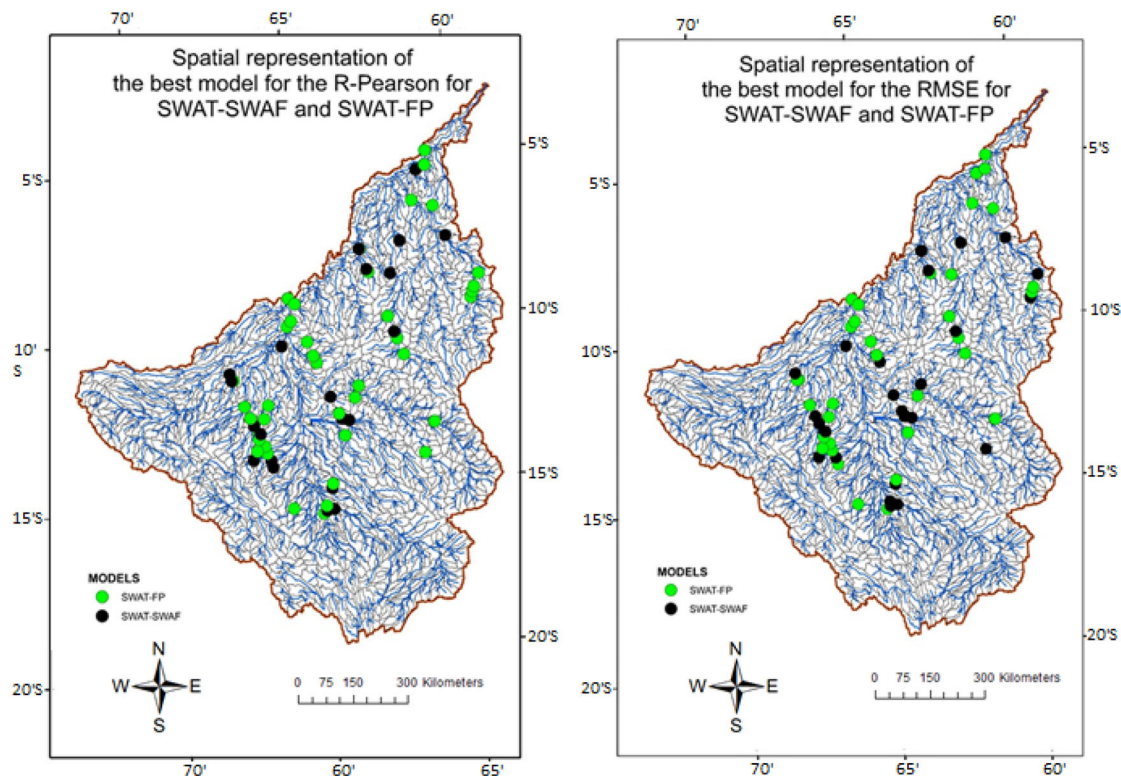 70' 65' 60'
Spatial representation of
the best model for the R-Pearson for
SWAT-SWAF and SWAT-FP
5'S
5'S
10'S
10'
S
15'S
15'S
MODELS
SWAT-FP
SWAT-SWAF
20'S
N
W E
S
20'S
0 75 150 300 Kilometers
70' 65' 60' 65'
70' 65' 60'
Spatial representation of
the best model for the RMSE for
SWAT-SWAF and SWAT-FP
5'S
5'S
10'S
10'S
15'S
15'S
MODELS
SWAT-FP
SWAT-SWAF
20'S
N
W E
S
20'S
0 75 150 300 Kilometers
70' 65' 60'